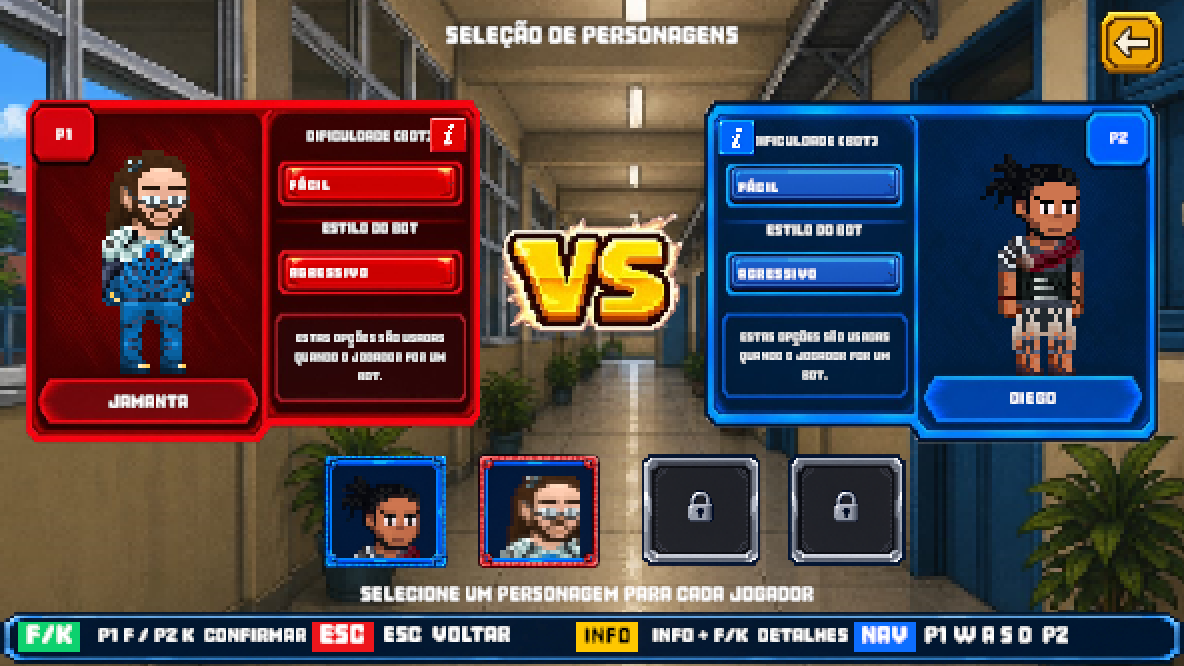 SELEÇÃO DE PERSONAGENS
P1
DIFICULDADE (BOT)
i
FÁCIL
ESTILO DO BOT
AGRESSIVO
ESTAS OPÇÕES SÃO USADAS
QUANDO O JOGADOR FOR UM
BOT.
JAMANTA
VS
i
IFICULDADE (BOT)
P2
FÁCIL
ESTILO DO BOT
AGRESSIVO
ESTAS OPÇÕES SÃO USADAS
QUANDO O JOGADOR FOR UM
BOT.
DIEGO
SELECIONE UM PERSONAGEM PARA CADA JOGADOR
F/K P1 F / P2 K CONFIRMAR ESC ESC VOLTAR INFO INFO + F/K DETALHES NAV P1 W A S D P2